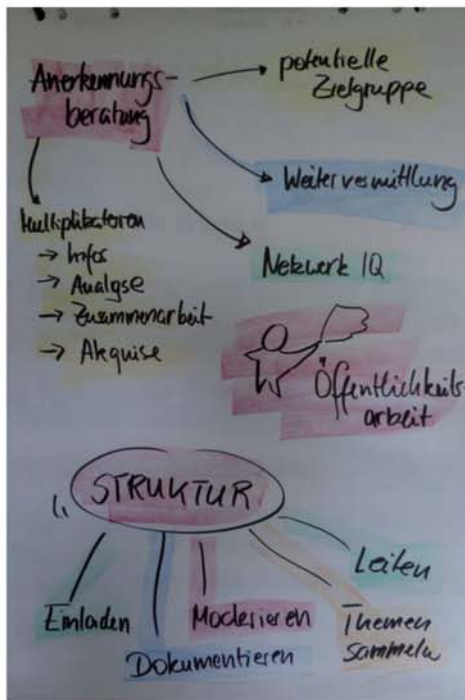 Anerkennungs-
beratung
potentielle
Zielgruppe
Weitervermittlung
Netzwerk IQ
Multiplikatoren
→ Infos
→ Analyse
→ Zusammenarbeit
→ Akquise
Öffentlichkeits
arbeit
STRUKTUR
Einladen
Dokumentieren
Moderieren
Themen
sammeln
Leiten